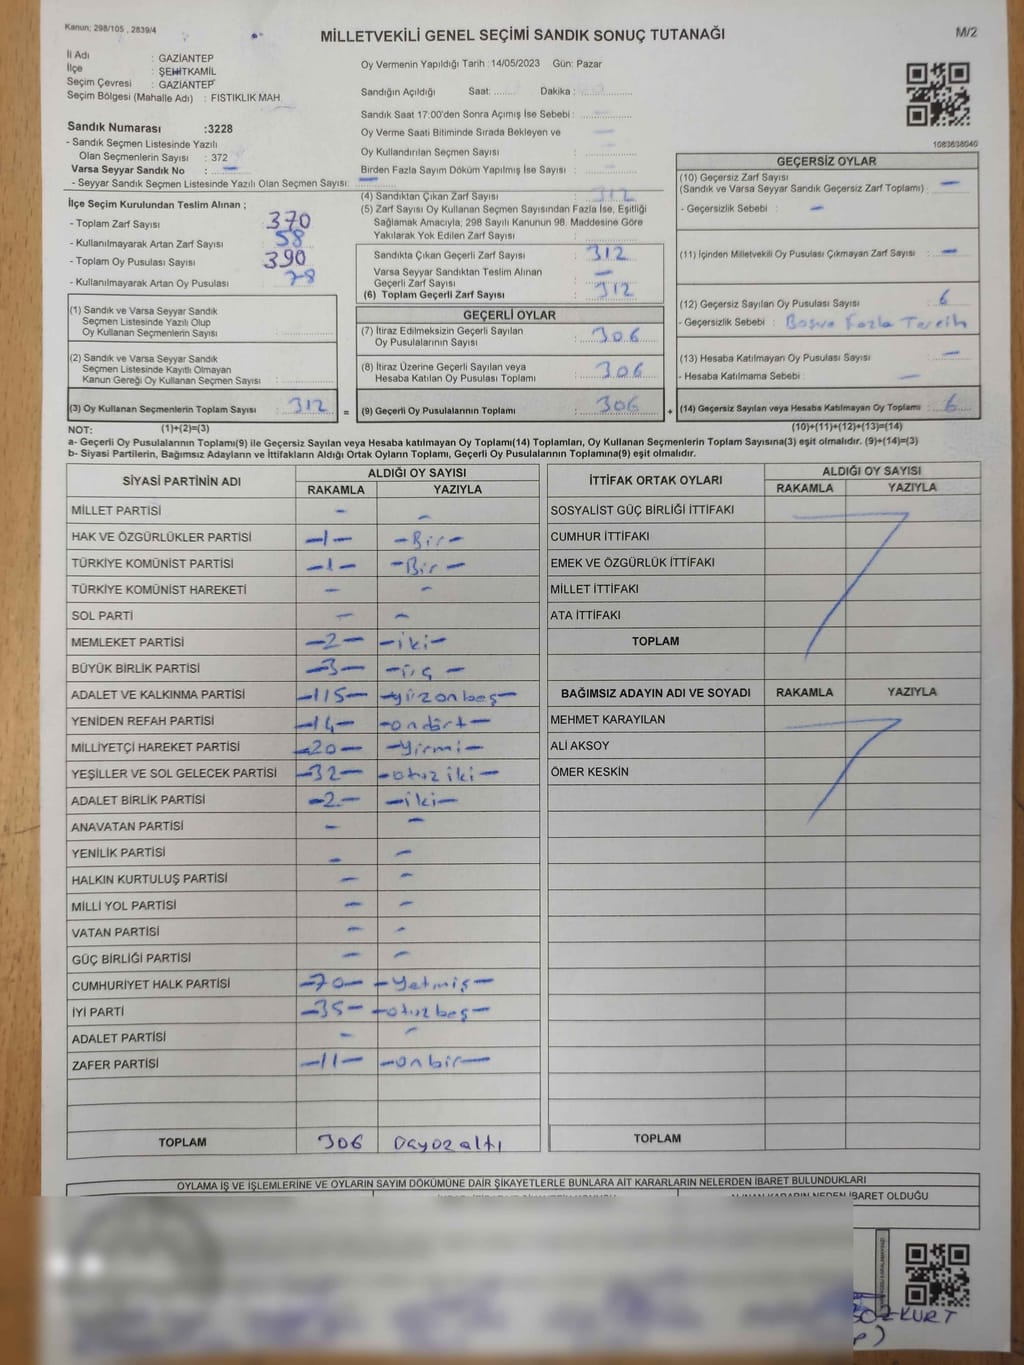 Kanun; 298/105 , 2839/4
MİLLETVEKİLİ GENEL SEÇİMİ SANDIK SONUÇ TUTANAĞI
M/2
İl Adı : GAZİANTEP
İlçe : ŞEHİTKAMİL
Seçim Çevresi : GAZİANTEP
Seçim Bölgesi (Mahalle Adı) : FISTIKLIK MAH.
Oy Vermenin Yapıldığı Tarih : 14/05/2023 Gün: Pazar
Sandığın Açıldığı Saat: Dakika :
Sandık Saat 17:00'den Sonra Açımış İse Sebebi : —
Oy Verme Saati Bitiminde Sırada Bekleyen ve
Oy Kullandırılan Seçmen Sayısı : —
Birden Fazla Sayım Döküm Yapılmış İse Sayısı : —
1083638040
Sandık Numarası :3228
- Sandık Seçmen Listesinde Yazılı
Olan Seçmenlerin Sayısı : 372
Varsa Seyyar Sandık No : —
- Seyyar Sandık Seçmen Listesinde Yazılı Olan Seçmen Sayısı: —
İlçe Seçim Kurulundan Teslim Alınan ;
- Toplam Zarf Sayısı : 370
- Kullanılmayarak Artan Zarf Sayısı : 58
- Toplam Oy Pusulası Sayısı : 390
- Kullanılmayarak Artan Oy Pusulası : 78
(1) Sandık ve Varsa Seyyar Sandık
Seçmen Listesinde Yazılı Olup
Oy Kullanan Seçmenlerin Sayısı :
(2) Sandık ve Varsa Seyyar Sandık
Seçmen Listesinde Kayıtlı Olmayan
Kanun Gereği Oy Kullanan Seçmen Sayısı :
(3) Oy Kullanan Seçmenlerin Toplam Sayısı : 312 =
(1)+(2)=(3)
(4) Sandıktan Çıkan Zarf Sayısı : 312
(5) Zarf Sayısı Oy Kullanan Seçmen Sayısından Fazla İse, Eşitliği
Sağlamak Amacıyla; 298 Sayılı Kanunun 98. Maddesine Göre
Yakılarak Yok Edilen Zarf Sayısı :
Sandıkta Çıkan Geçerli Zarf Sayısı : 312
Varsa Seyyar Sandıktan Teslim Alınan
Geçerli Zarf Sayısı : —
(6) Toplam Geçerli Zarf Sayısı : 312
GEÇERLİ OYLAR
(7) İtiraz Edilmeksizin Geçerli Sayılan
Oy Pusulalarının Sayısı : 306
(8) İtiraz Üzerine Geçerli Sayılan veya
Hesaba Katılan Oy Pusulası Toplamı : 306
(9) Geçerli Oy Pusulalarının Toplamı : 306 +
GEÇERSİZ OYLAR
(10) Geçersiz Zarf Sayısı
(Sandık ve Varsa Seyyar Sandık Geçersiz Zarf Toplamı) : —
- Geçersizlik Sebebi : —
(11) İçinden Milletvekili Oy Pusulası Çıkmayan Zarf Sayısı : —
(12) Geçersiz Sayılan Oy Pusulası Sayısı : 6
- Geçersizlik Sebebi : Fazla Tercih
(13) Hesaba Katılmayan Oy Pusulası Sayısı : —
- Hesaba Katılmama Sebebi : —
(14) Geçersiz Sayılan veya Hesaba Katılmayan Oy Toplamı : 6
(10)+(11)+(12)+(13)=(14)
NOT:
a- Geçerli Oy Pusulalarının Toplamı(9) ile Geçersiz Sayılan veya Hesaba katılmayan Oy Toplamı(14) Toplamları, Oy Kullanan Seçmenlerin Toplam Sayısına(3) eşit olmalıdır. (9)+(14)=(3)
b- Siyasi Partilerin, Bağımsız Adayların ve İttifakların Aldığı Ortak Oyların Toplamı, Geçerli Oy Pusulalarının Toplamına(9) eşit olmalıdır.
SİYASİ PARTİNİN ADI
ALDIĞI OY SAYISI
RAKAMLA YAZIYLA
MİLLET PARTİSİ – –
HAK VE ÖZGÜRLÜKLER PARTİSİ –1– –Bir–
TÜRKİYE KOMÜNİST PARTİSİ –1– –Bir–
TÜRKİYE KOMÜNİST HAREKETİ – –
SOL PARTİ – –
MEMLEKET PARTİSİ –2– –iki–
BÜYÜK BİRLİK PARTİSİ –3– –üç–
ADALET VE KALKINMA PARTİSİ –115– –yüzonbeş–
YENİDEN REFAH PARTİSİ –14– –ondört–
MİLLİYETÇİ HAREKET PARTİSİ –20– –Yirmi–
YEŞİLLER VE SOL GELECEK PARTİSİ –32– –otuz iki–
ADALET BİRLİK PARTİSİ –2– –iki–
ANAVATAN PARTİSİ – –
YENİLİK PARTİSİ – –
HALKIN KURTULUŞ PARTİSİ – –
MİLLİ YOL PARTİSİ – –
VATAN PARTİSİ – –
GÜÇ BİRLİĞİ PARTİSİ – –
CUMHURİYET HALK PARTİSİ –70– –Yetmiş–
İYİ PARTİ –35– –otuz beş–
ADALET PARTİSİ – –
ZAFER PARTİSİ –11– –onbir–
TOPLAM 306 üçyüz altı
İTTİFAK ORTAK OYLARI
ALDIĞI OY SAYISI
RAKAMLA YAZIYLA
SOSYALİST GÜÇ BİRLİĞİ İTTİFAKI
CUMHUR İTTİFAKI
EMEK VE ÖZGÜRLÜK İTTİFAKI
MİLLET İTTİFAKI
ATA İTTİFAKI
TOPLAM
BAĞIMSIZ ADAYIN ADI VE SOYADI RAKAMLA YAZIYLA
MEHMET KARAYILAN
ALİ AKSOY
ÖMER KESKİN
TOPLAM
OYLAMA İŞ VE İŞLEMLERİNE VE OYLARIN SAYIM DÖKÜMÜNE DAİR ŞİKAYETLERLE BUNLARA AİT KARARLARIN NELERDEN İBARET BULUNDUKLARI
ALINAN KARARIN NEDEN İBARET OLDUĞU
BOZKURT